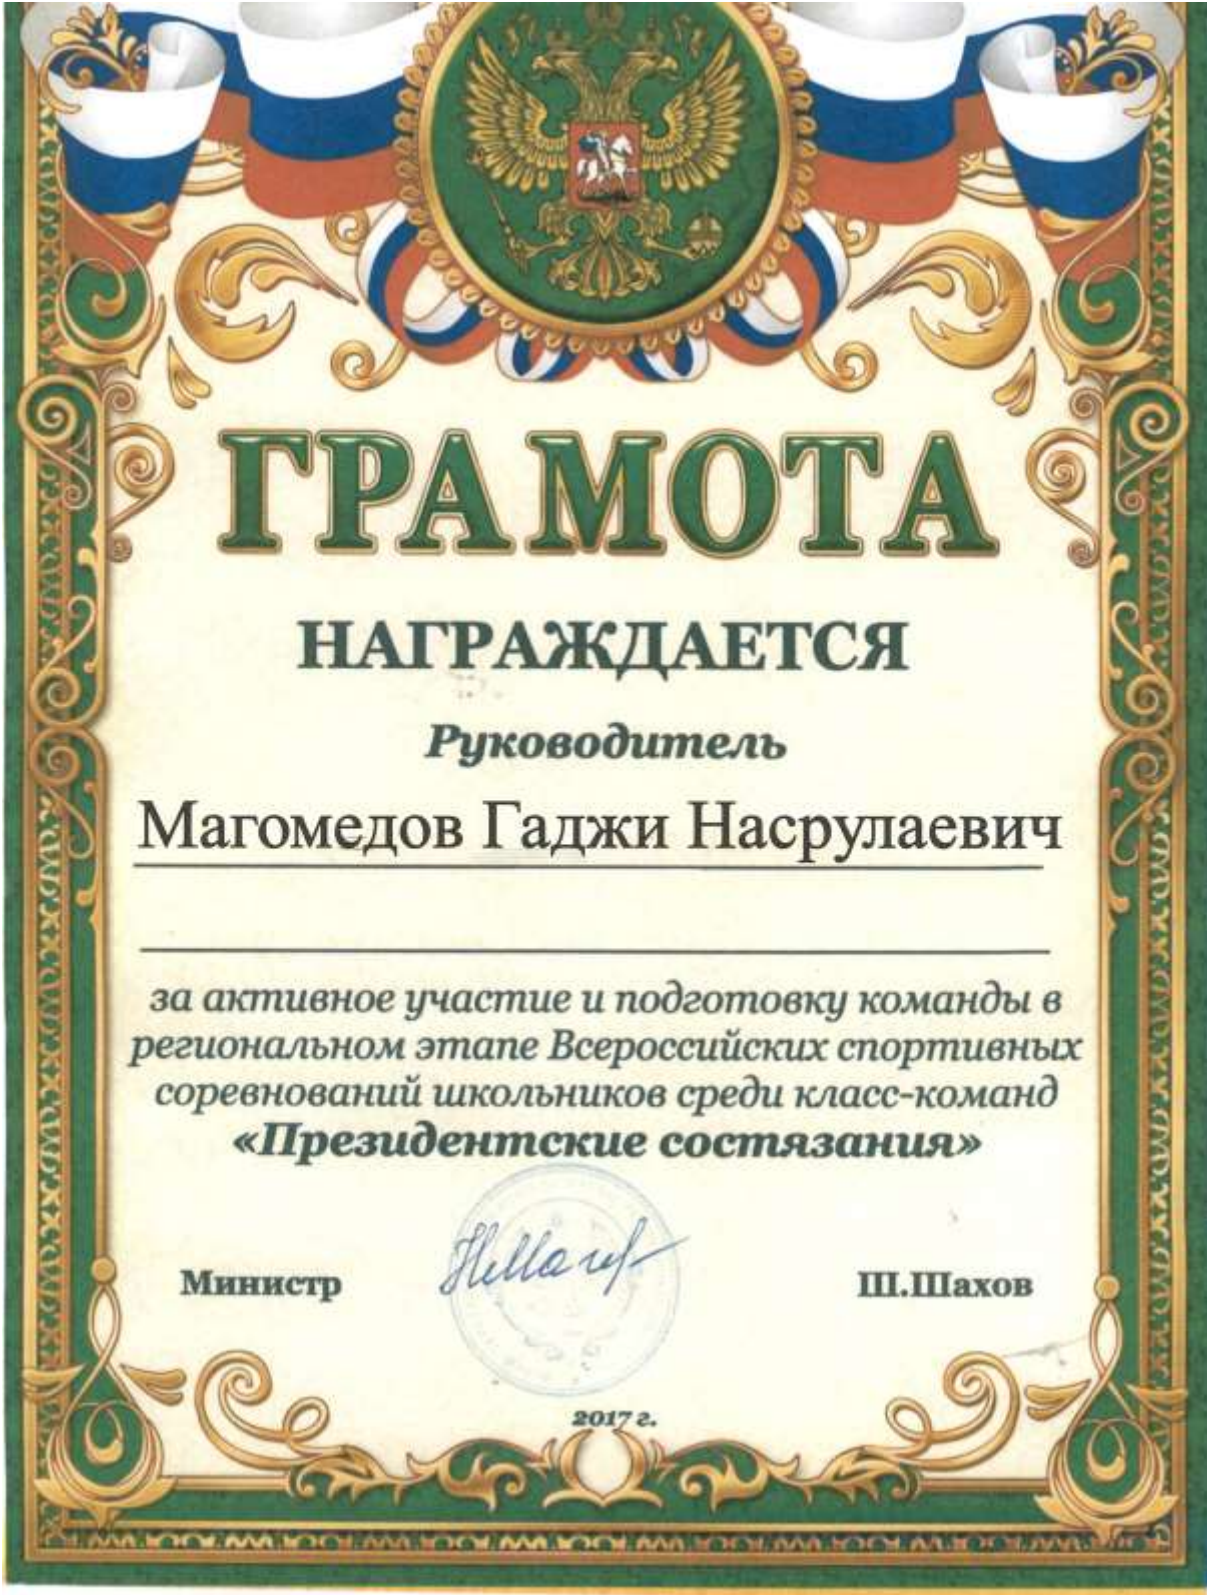 ГРАМОТА
НАГРАЖДАЕТСЯ
Руководитель
Магомедов Гаджи Насрулаевич
за активное участие и подготовку команды в
региональном этапе Всероссийских спортивных
соревнований школьников среди класс-команд
«Президентские состязания»
Министр
Ш.Шахов
2017 г.